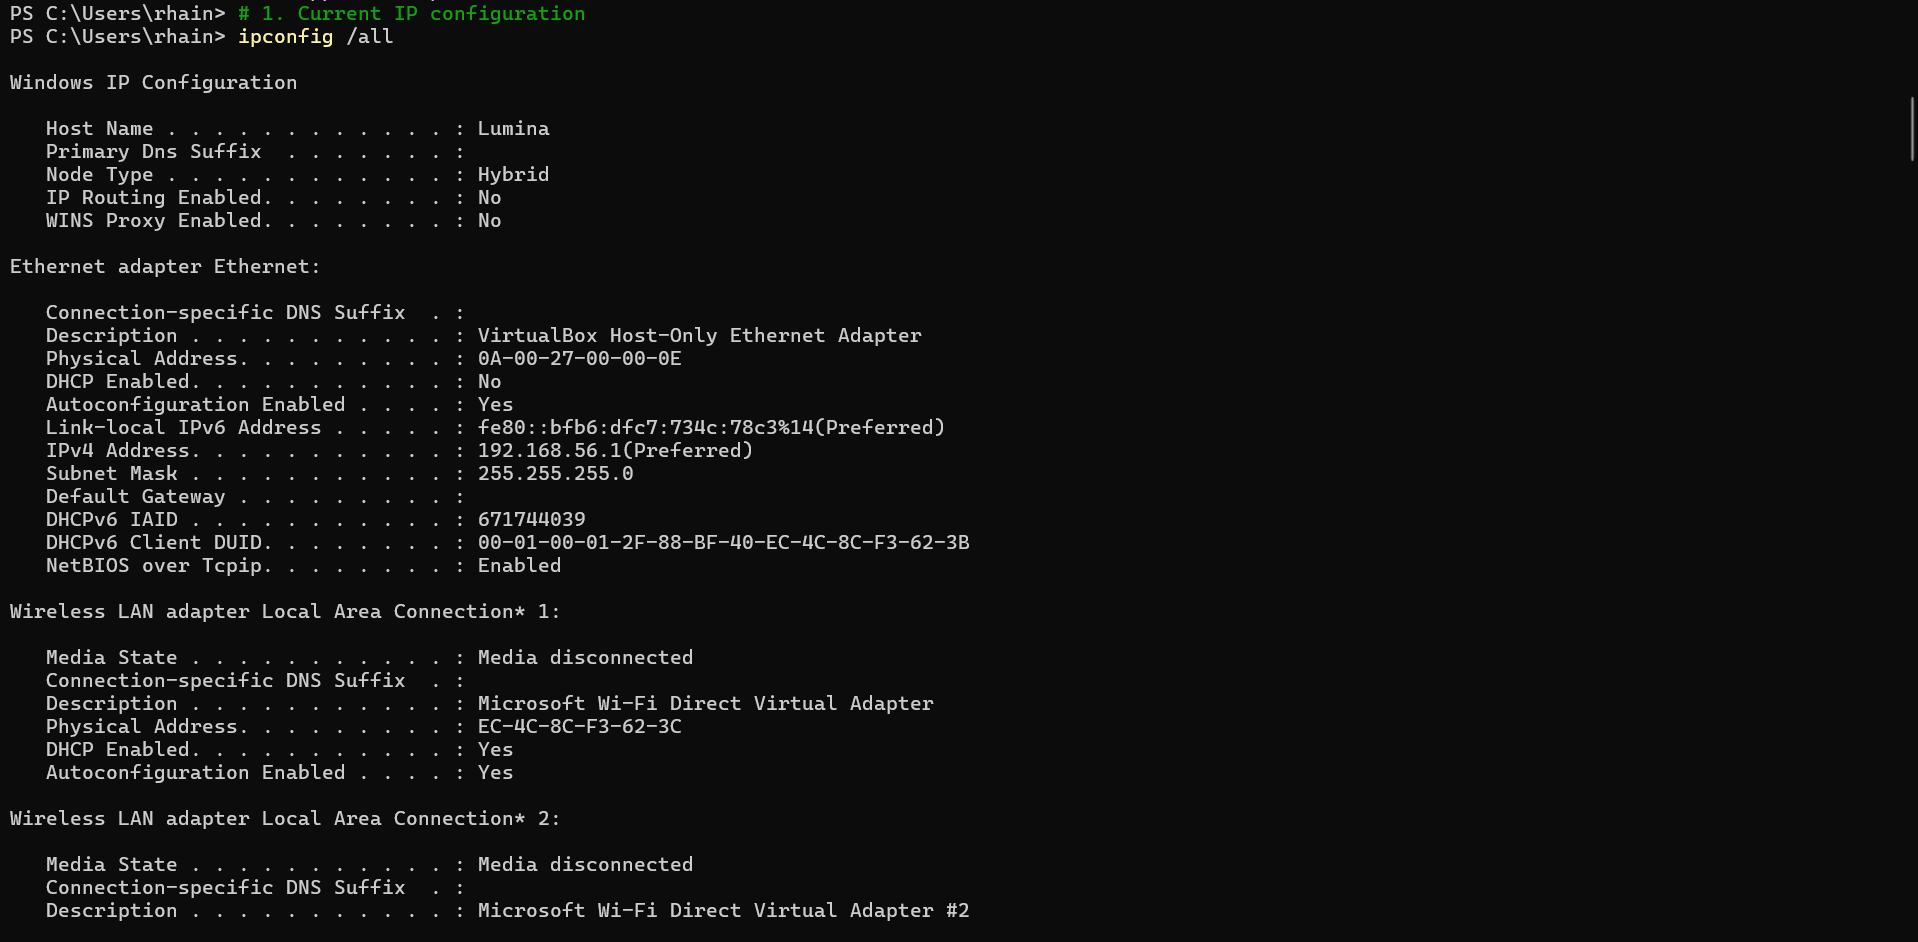 PS C:\Users\rhain> # 1. Current IP configuration
PS C:\Users\rhain> ipconfig /all

Windows IP Configuration

   Host Name . . . . . . . . . . . . : Lumina
   Primary Dns Suffix  . . . . . . . :
   Node Type . . . . . . . . . . . . : Hybrid
   IP Routing Enabled. . . . . . . . : No
   WINS Proxy Enabled. . . . . . . . : No

Ethernet adapter Ethernet:

   Connection-specific DNS Suffix  . :
   Description . . . . . . . . . . . : VirtualBox Host-Only Ethernet Adapter
   Physical Address. . . . . . . . . : 0A-00-27-00-00-0E
   DHCP Enabled. . . . . . . . . . . : No
   Autoconfiguration Enabled . . . . : Yes
   Link-local IPv6 Address . . . . . : fe80::bfb6:dfc7:734c:78c3%14(Preferred)
   IPv4 Address. . . . . . . . . . . : 192.168.56.1(Preferred)
   Subnet Mask . . . . . . . . . . . : 255.255.255.0
   Default Gateway . . . . . . . . . :
   DHCPv6 IAID . . . . . . . . . . . : 671744039
   DHCPv6 Client DUID. . . . . . . . : 00-01-00-01-2F-88-BF-40-EC-4C-8C-F3-62-3B
   NetBIOS over Tcpip. . . . . . . . : Enabled

Wireless LAN adapter Local Area Connection* 1:

   Media State . . . . . . . . . . . : Media disconnected
   Connection-specific DNS Suffix  . :
   Description . . . . . . . . . . . : Microsoft Wi-Fi Direct Virtual Adapter
   Physical Address. . . . . . . . . : EC-4C-8C-F3-62-3C
   DHCP Enabled. . . . . . . . . . . : Yes
   Autoconfiguration Enabled . . . . : Yes

Wireless LAN adapter Local Area Connection* 2:

   Media State . . . . . . . . . . . : Media disconnected
   Connection-specific DNS Suffix  . :
   Description . . . . . . . . . . . : Microsoft Wi-Fi Direct Virtual Adapter #2